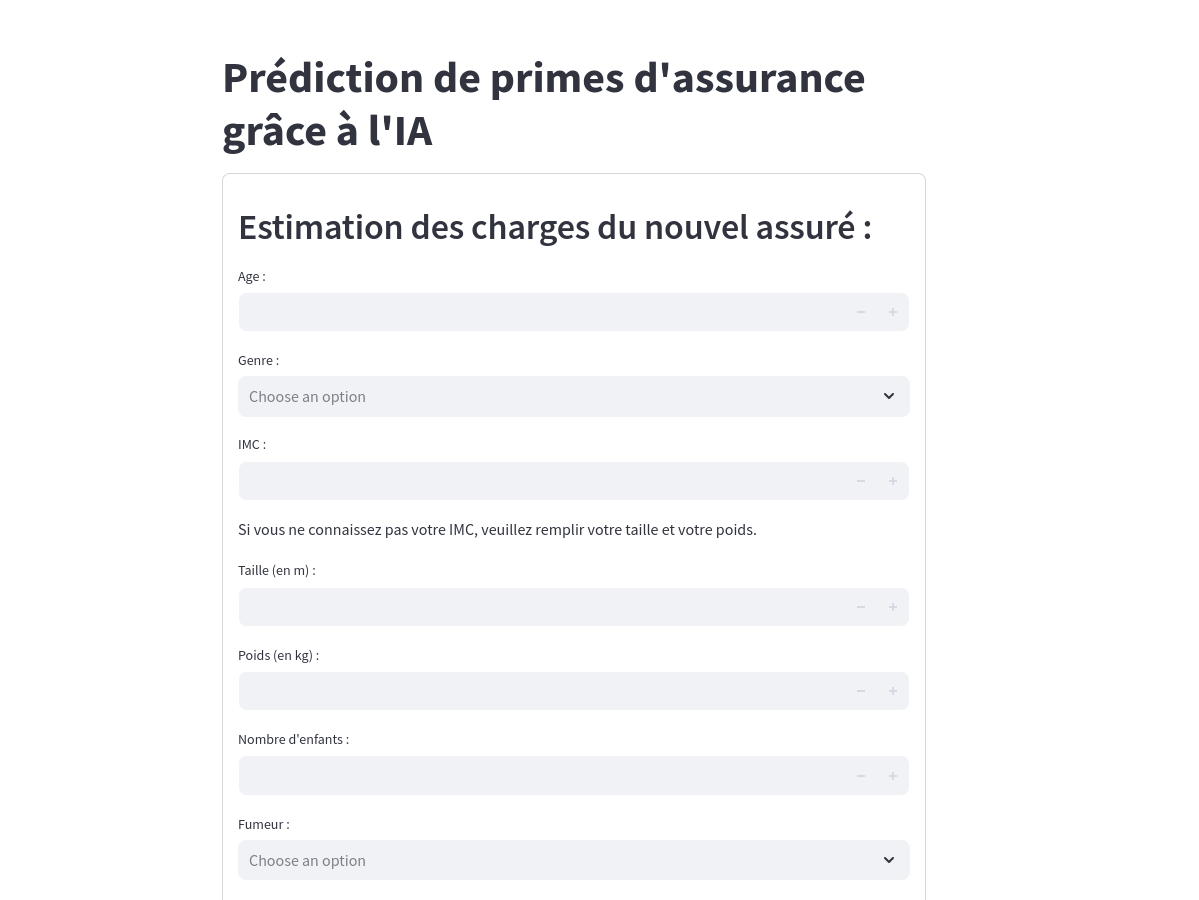 Prédiction de primes d'assurance
grâce à l'IA
Estimation des charges du nouvel assuré :
Age :
Genre :
Choose an option
IMC :
Si vous ne connaissez pas votre IMC, veuillez remplir votre taille et votre poids.
Taille (en m) :
Poids (en kg) :
Nombre d'enfants :
Fumeur :
Choose an option